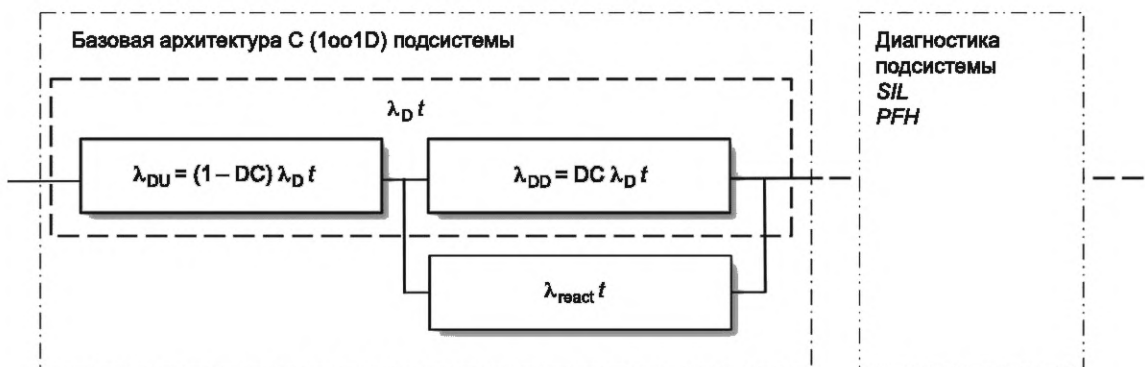 Базовая архитектура С (1oo1D) подсистемы
λD t
λDU = (1 – DC) λD t
λDD = DC λD t
λreact t
Диагностика
подсистемы
SIL
PFH